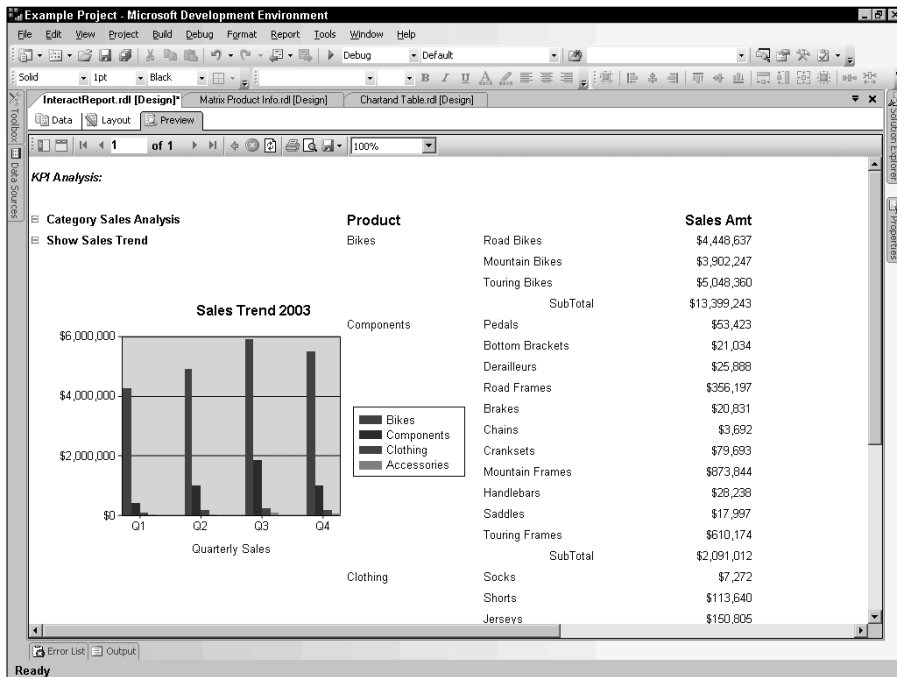 Example Project - Microsoft Development Environment
File Edit View Project Build Debug Format Report Tools Window Help
Debug Default
Solid 1pt Black B I U
InteractReport.rdl [Design]* Matrix Product Info.rdl [Design] Chartand Table.rdl [Design]
Data Layout Preview
1 of 1 100%
Toolbox
Data Sources
Solution Explorer
Properties
KPI Analysis:
Category Sales Analysis Product Sales Amt
Show Sales Trend Bikes Road Bikes $4,448,637
Mountain Bikes $3,902,247
Touring Bikes $5,048,360
SubTotal $13,399,243
Sales Trend 2003
Components Pedals $53,423
$6,000,000
Bottom Brackets $21,034
Derailleurs $25,888
Road Frames $356,197
$4,000,000
Brakes $20,831
Bikes
Chains $3,692
Components
Clothing
Cranksets $79,693
$2,000,000
Accessories
Mountain Frames $873,844
Handlebars $28,238
Saddles $17,997
$0
Q1 Q2 Q3 Q4
Touring Frames $610,174
Quarterly Sales
SubTotal $2,091,012
Clothing Socks $7,272
Shorts $113,640
Jerseys $150,805
Error List Output
Ready